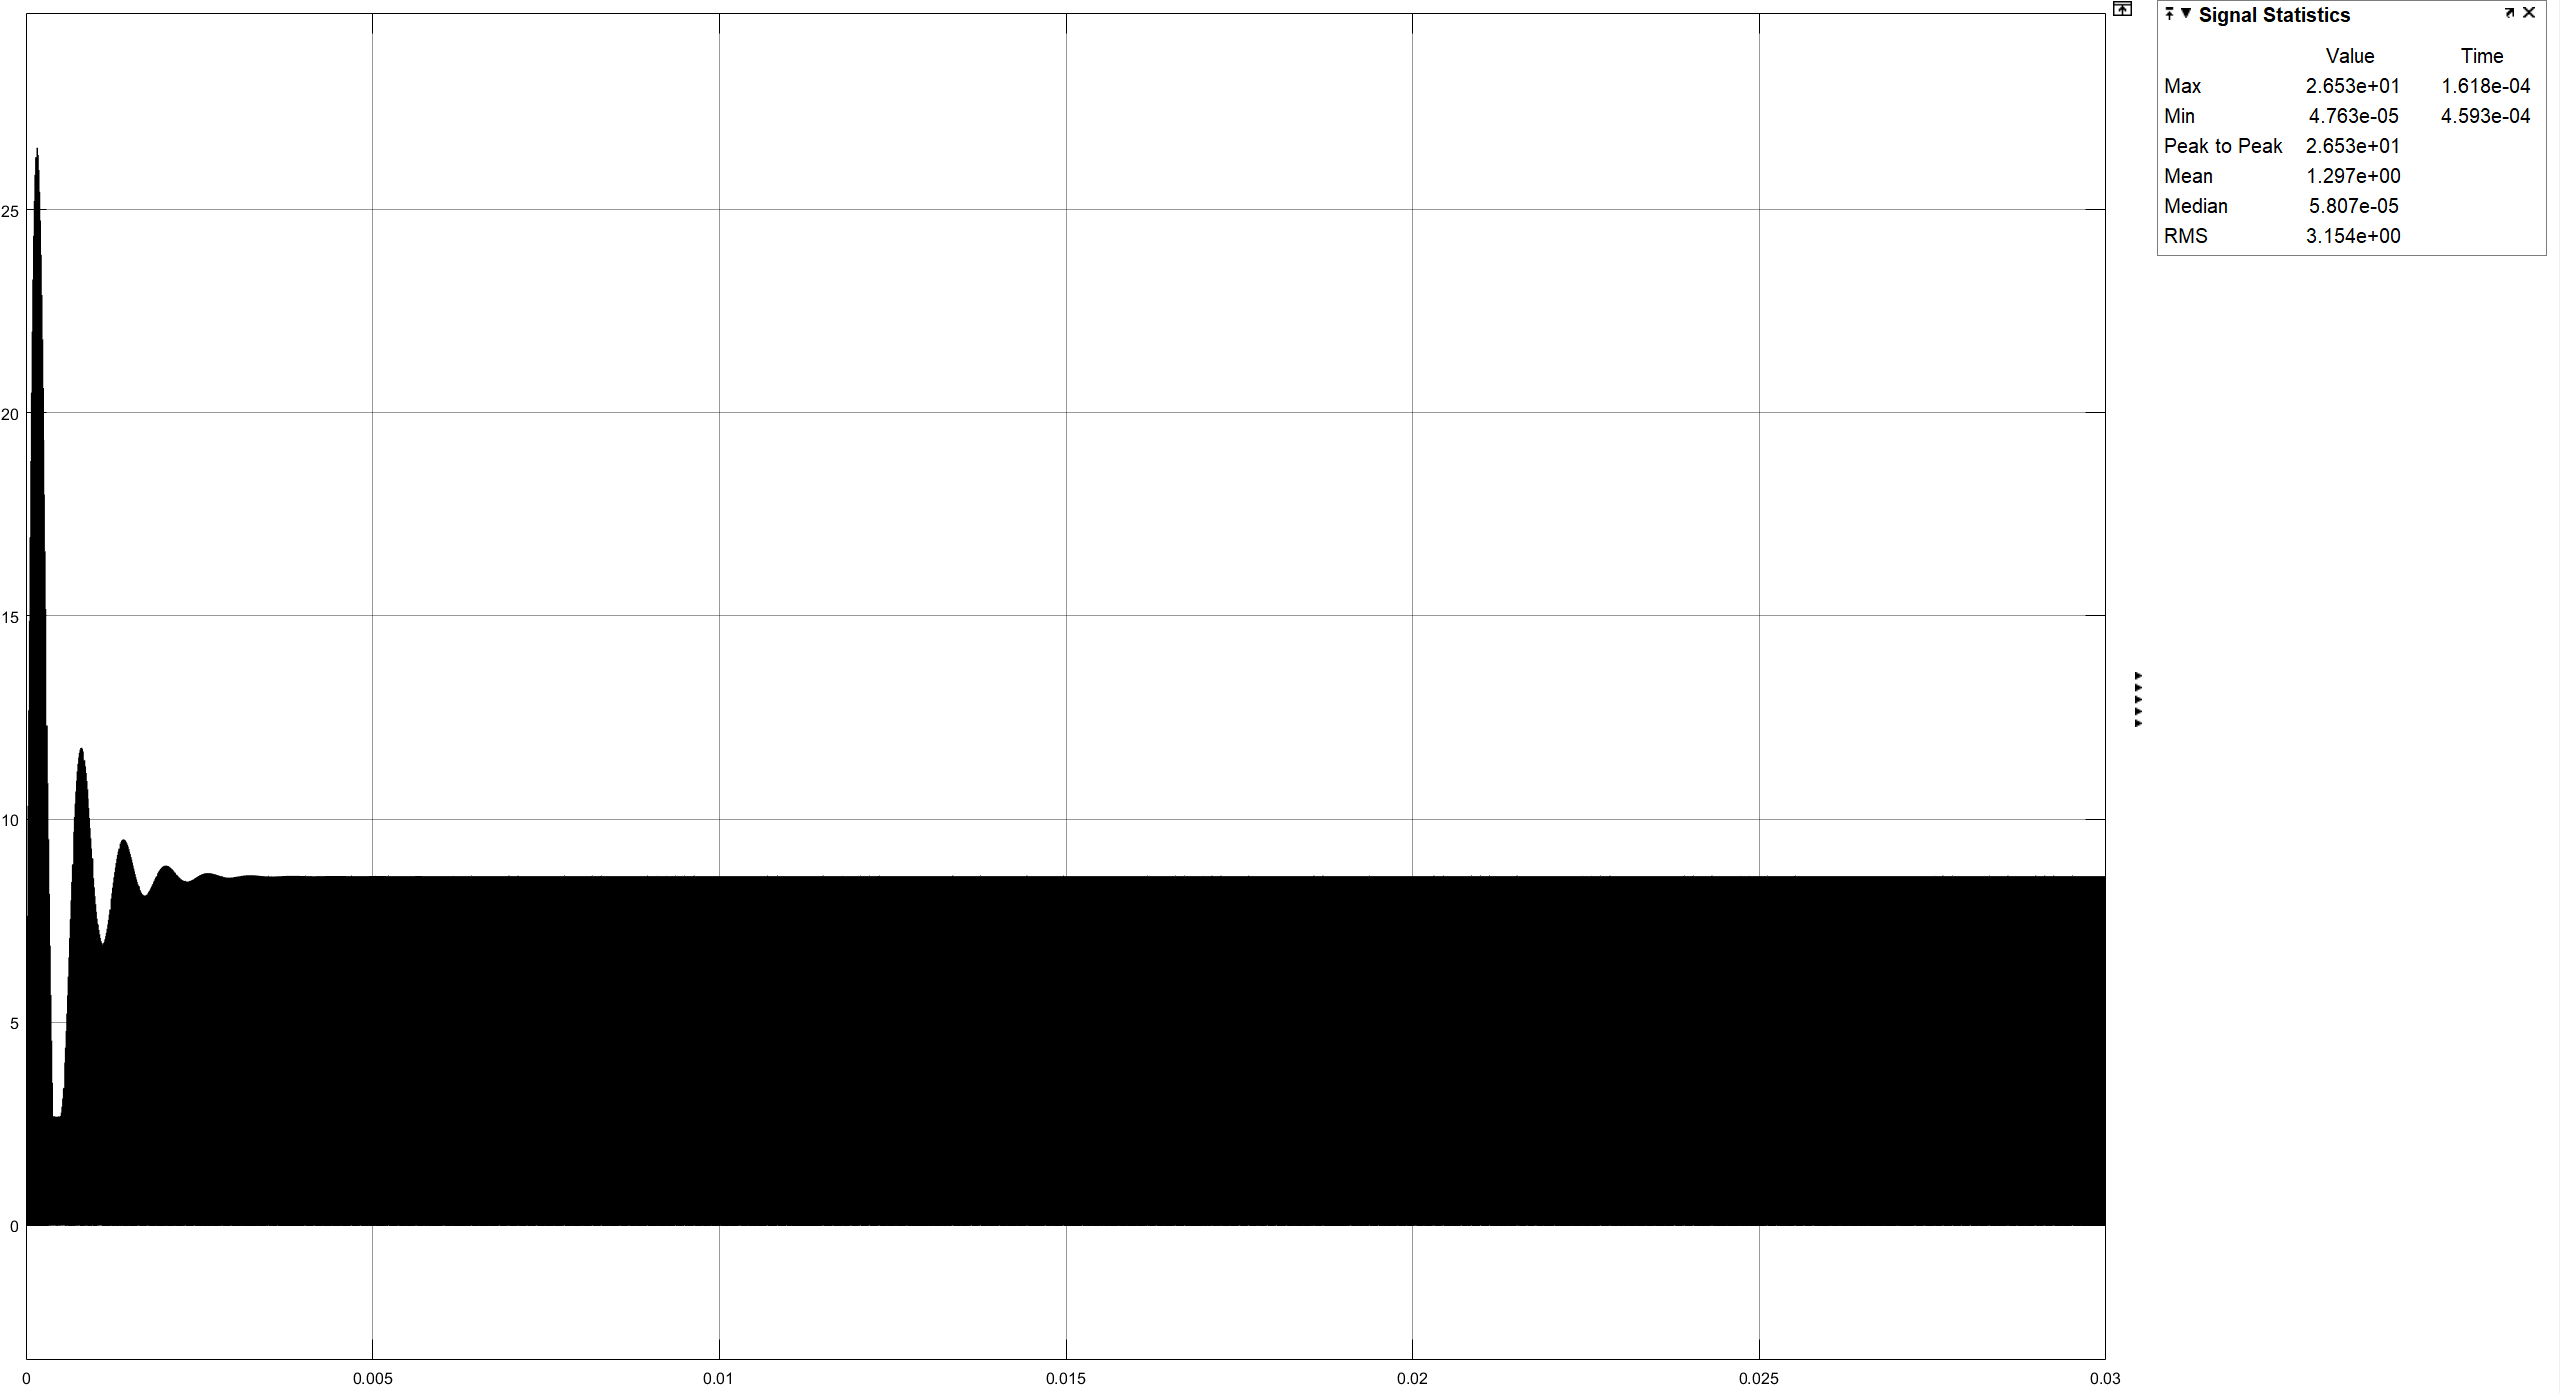 Signal Statistics
Value Time
Max 2.653e+01 1.618e-04
Min 4.763e-05 4.593e-04
Peak to Peak 2.653e+01
Mean 1.297e+00
Median 5.807e-05
RMS 3.154e+00
25
20
15
10
5
0
0 0.005 0.01 0.015 0.02 0.025 0.03